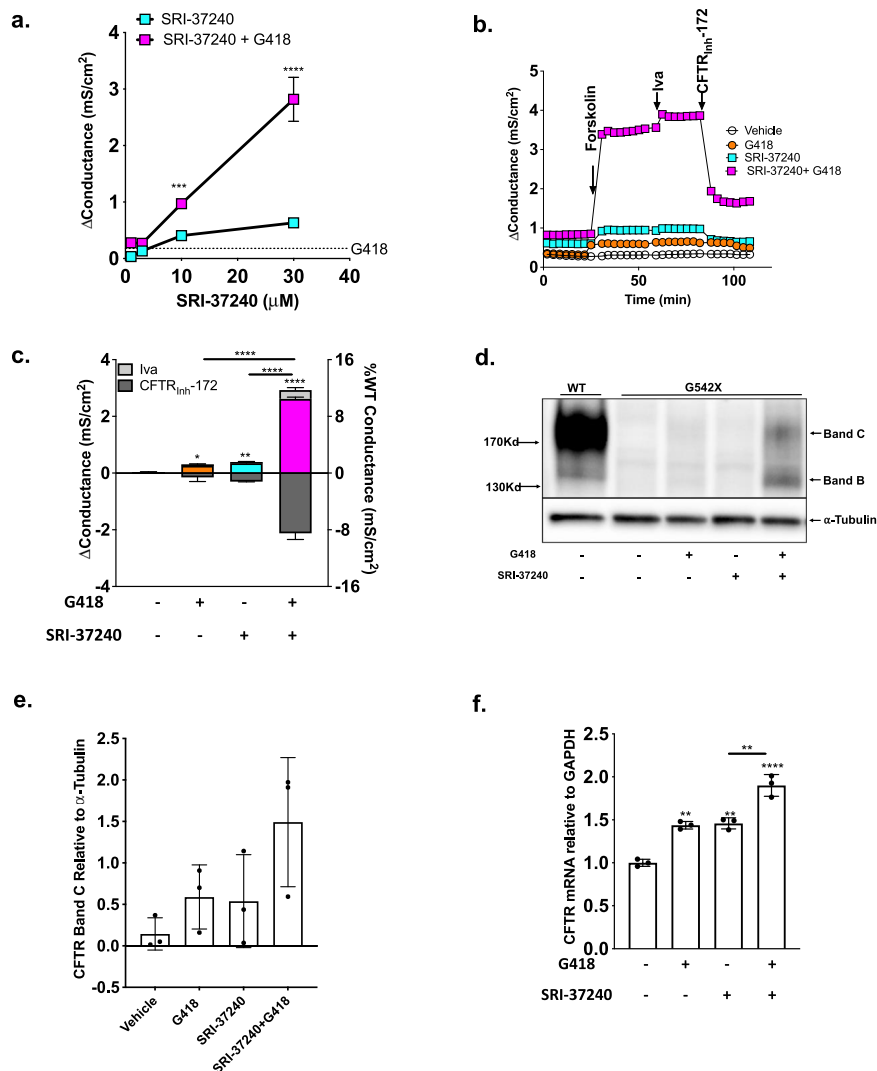 a.
SRI-37240
SRI-37240 + G418
ΔConductance (mS/cm²)
4
3
2
1
0
****
***
G418
0
10
20
30
40
SRI-37240 (μM)
b.
ΔConductance (mS/cm²)
5
4
3
2
1
0
Forskolin
Iva
CFTRInh-172
Vehicle
G418
SRI-37240
SRI-37240+ G418
0
50
100
Time (min)
c.
ΔConductance (mS/cm²)
4
2
0
-2
-4
Iva
CFTRInh-172
****
****
****
*
**
16
8
0
-8
-16
%WT Conductance (mS/cm²)
G418 - + - +
SRI-37240 - - + +
d.
WT G542X
170Kd
130Kd
Band C
Band B
α-Tubulin
G418 - - + - +
SRI-37240 - - - + +
e.
CFTR Band C Relative to α-Tubulin
2.5
2.0
1.5
1.0
0.5
0.0
-0.5
Vehicle
G418
SRI-37240
SRI-37240+G418
f.
CFTR mRNA relative to GAPDH
2.5
2.0
1.5
1.0
0.5
0.0
**
****
**
**
G418 - + - +
SRI-37240 - - + +